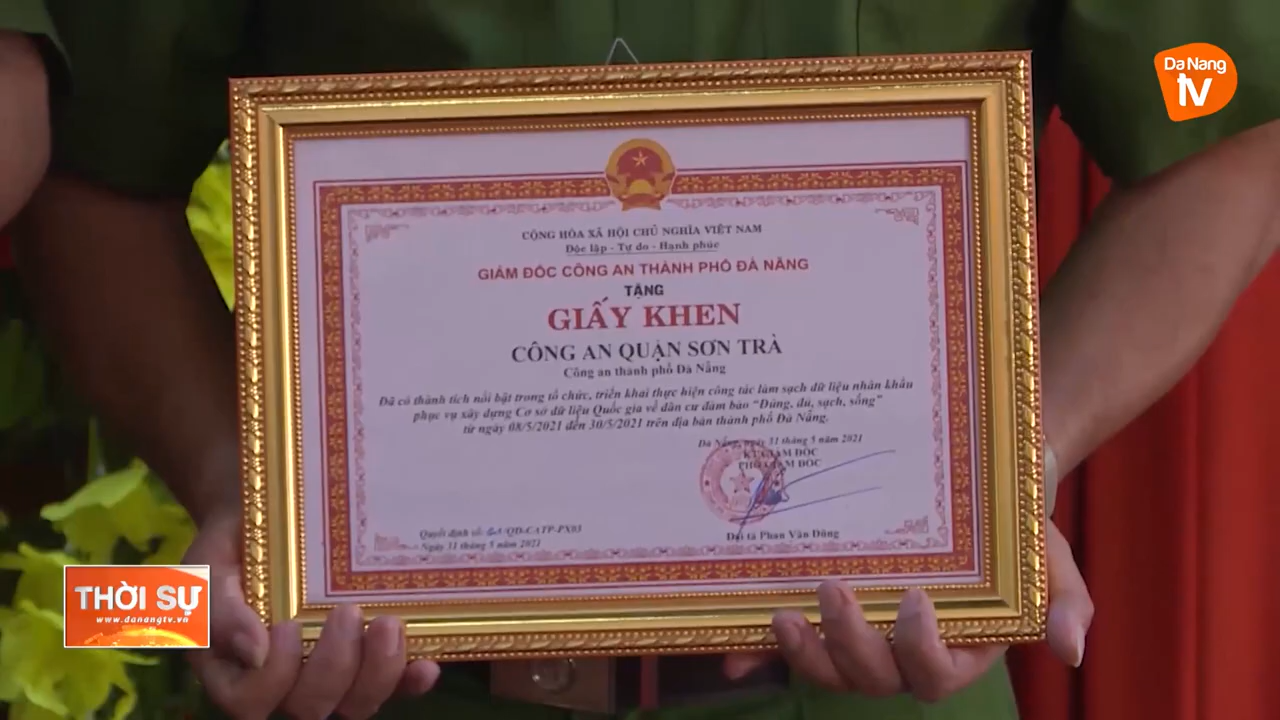 Da Nang
tv
CỘNG HÒA XÃ HỘI CHỦ NGHĨA VIỆT NAM
Độc lập - Tự do - Hạnh phúc
GIÁM ĐỐC CÔNG AN THÀNH PHỐ ĐÀ NẴNG
TẶNG
GIẤY KHEN
CÔNG AN QUẬN SƠN TRÀ
Công an thành phố Đà Nẵng
Đã có thành tích nổi bật trong tổ chức, triển khai thực hiện công tác làm sạch dữ liệu nhân khẩu
phục vụ xây dựng Cơ sở dữ liệu Quốc gia về dân cư đảm bảo "Đúng, đủ, sạch, sống"
từ ngày 08/5/2021 đến 30/5/2021 trên địa bàn thành phố Đà Nẵng.
Đà Nẵng, ngày 31 tháng 5 năm 2021
KT. GIÁM ĐỐC
PHÓ GIÁM ĐỐC
Quyết định số: /QĐ-CATP-PX03
Ngày 31 tháng 5 năm 2021
Đại tá Phan Văn Dũng
THỜI SỰ
www.danangtv.vn